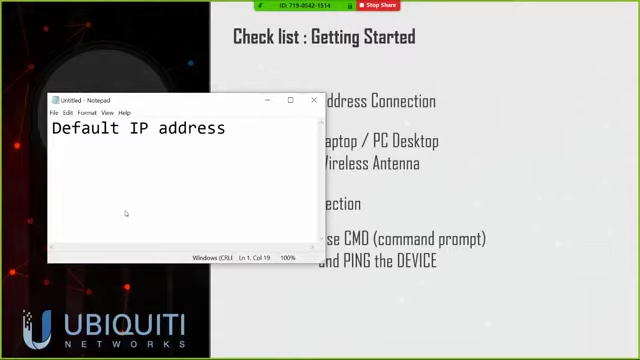 ID: 719-0542-1514
Stop Share
Check list : Getting Started
Untitled - Notepad
File Edit Format View Help
Default IP address
Windows (CRLF
Ln 1, Col 19
100%
ddress Connection
aptop / PC Desktop
Wireless Antenna
ection
se CMD (command prompt)
and PING the DEVICE
UBIQUITI
NETWORKS